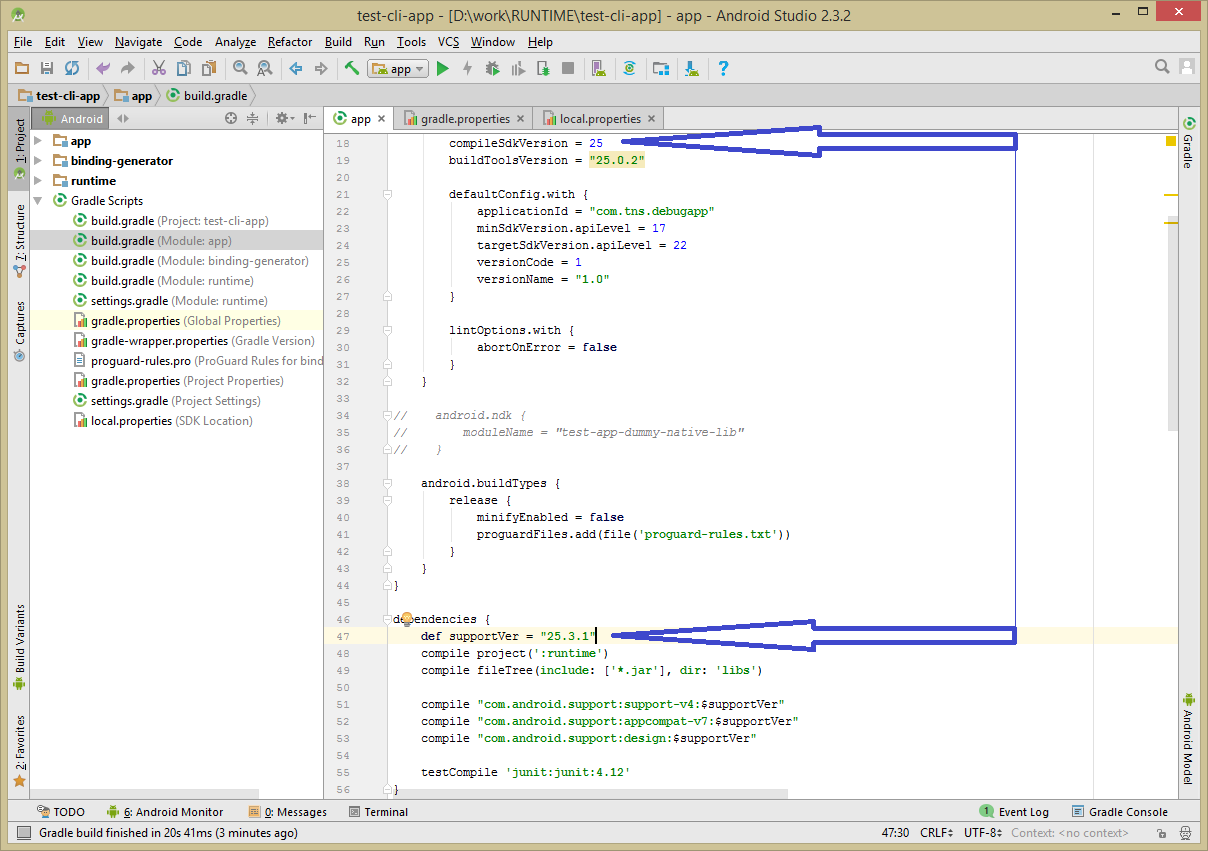 test-cli-app - [D:\work\RUNTIME\test-cli-app] - app - Android Studio 2.3.2
File Edit View Navigate Code Analyze Refactor Build Run Tools VCS Window Help
app
test-cli-app app build.gradle
Android
app gradle.properties local.properties
1: Project
7: Structure
Captures
Build Variants
2: Favorites
app
binding-generator
runtime
Gradle Scripts
build.gradle (Project: test-cli-app)
build.gradle (Module: app)
build.gradle (Module: binding-generator)
build.gradle (Module: runtime)
settings.gradle (Module: runtime)
gradle.properties (Global Properties)
gradle-wrapper.properties (Gradle Version)
proguard-rules.pro (ProGuard Rules for bind
gradle.properties (Project Properties)
settings.gradle (Project Settings)
local.properties (SDK Location)
18 compileSdkVersion = 25
19 buildToolsVersion = "25.0.2"
20
21 defaultConfig.with {
22 applicationId = "com.tns.debugapp"
23 minSdkVersion.apiLevel = 17
24 targetSdkVersion.apiLevel = 22
25 versionCode = 1
26 versionName = "1.0"
27 }
28
29 lintOptions.with {
30 abortOnError = false
31 }
32 }
33
34 // android.ndk {
35 // moduleName = "test-app-dummy-native-lib"
36 // }
37
38 android.buildTypes {
39 release {
40 minifyEnabled = false
41 proguardFiles.add(file('proguard-rules.txt'))
42 }
43 }
44 }
45
46 dependencies {
47 def supportVer = "25.3.1"
48 compile project(':runtime')
49 compile fileTree(include: ['*.jar'], dir: 'libs')
50
51 compile "com.android.support:support-v4:$supportVer"
52 compile "com.android.support:appcompat-v7:$supportVer"
53 compile "com.android.support:design:$supportVer"
54
55 testCompile 'junit:junit:4.12'
56 }
Gradle
Android Model
TODO 6: Android Monitor 0: Messages Terminal 1 Event Log Gradle Console
Gradle build finished in 20s 41ms (3 minutes ago) 47:30 CRLF UTF-8 Context: <no context>